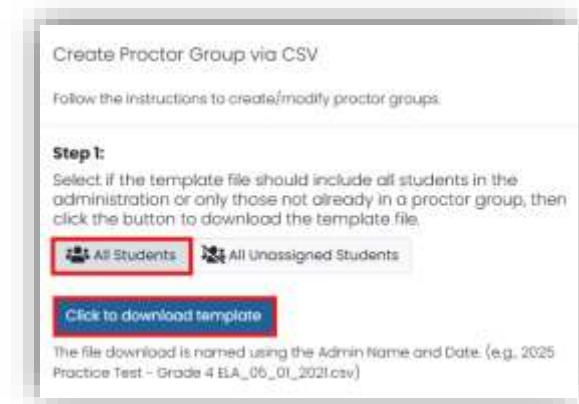 Create Proctor Group via CSV
Follow the instructions to create/modify proctor groups.
Step 1:
Select if the template file should include all students in the
administration or only those not already in a proctor group, then
click the button to download the template file.
All Students All Unassigned Students
Click to download template
The file download is named using the Admin Name and Date. (e.g., 2025
Practice Test - Grade 4 ELA_05_01_2021.csv)